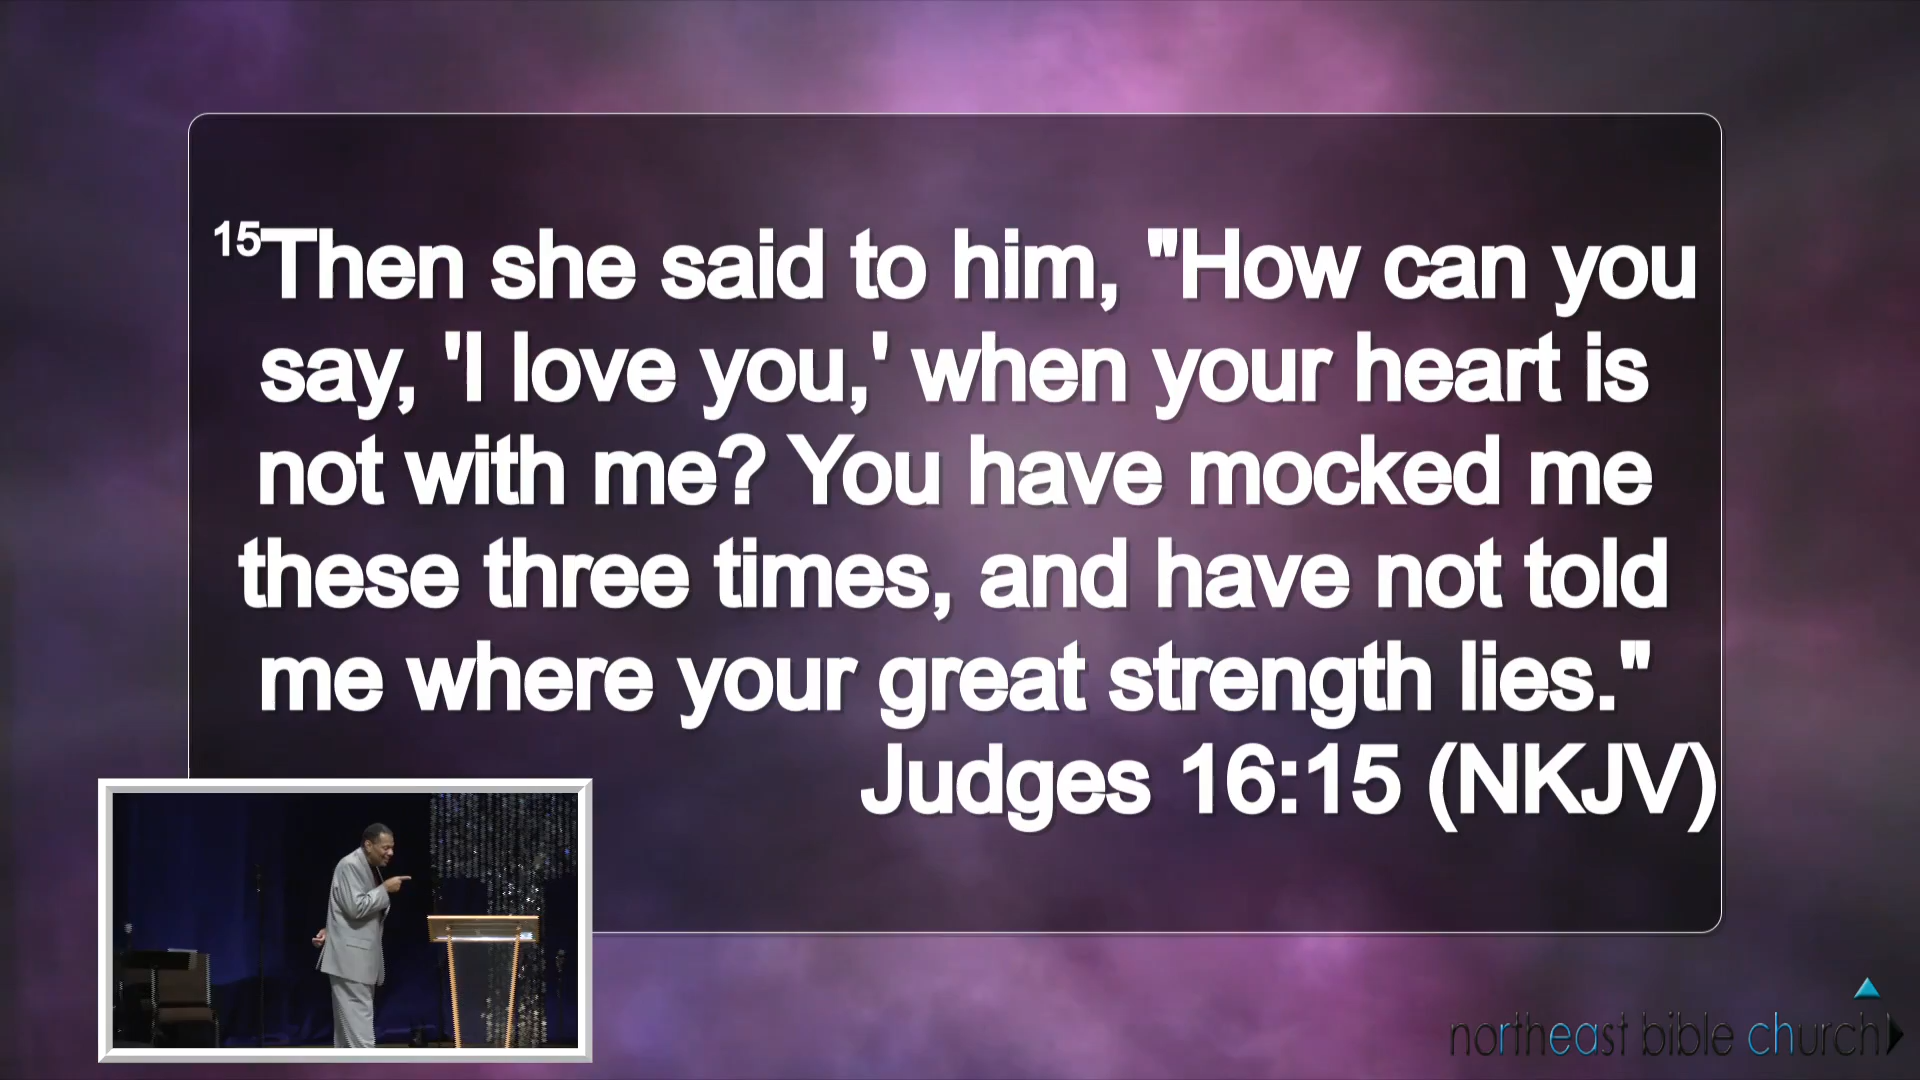 15Then she said to him, "How can you
say, 'I love you,' when your heart is
not with me? You have mocked me
these three times, and have not told
me where your great strength lies."
Judges 16:15 (NKJV)
northeast bible church